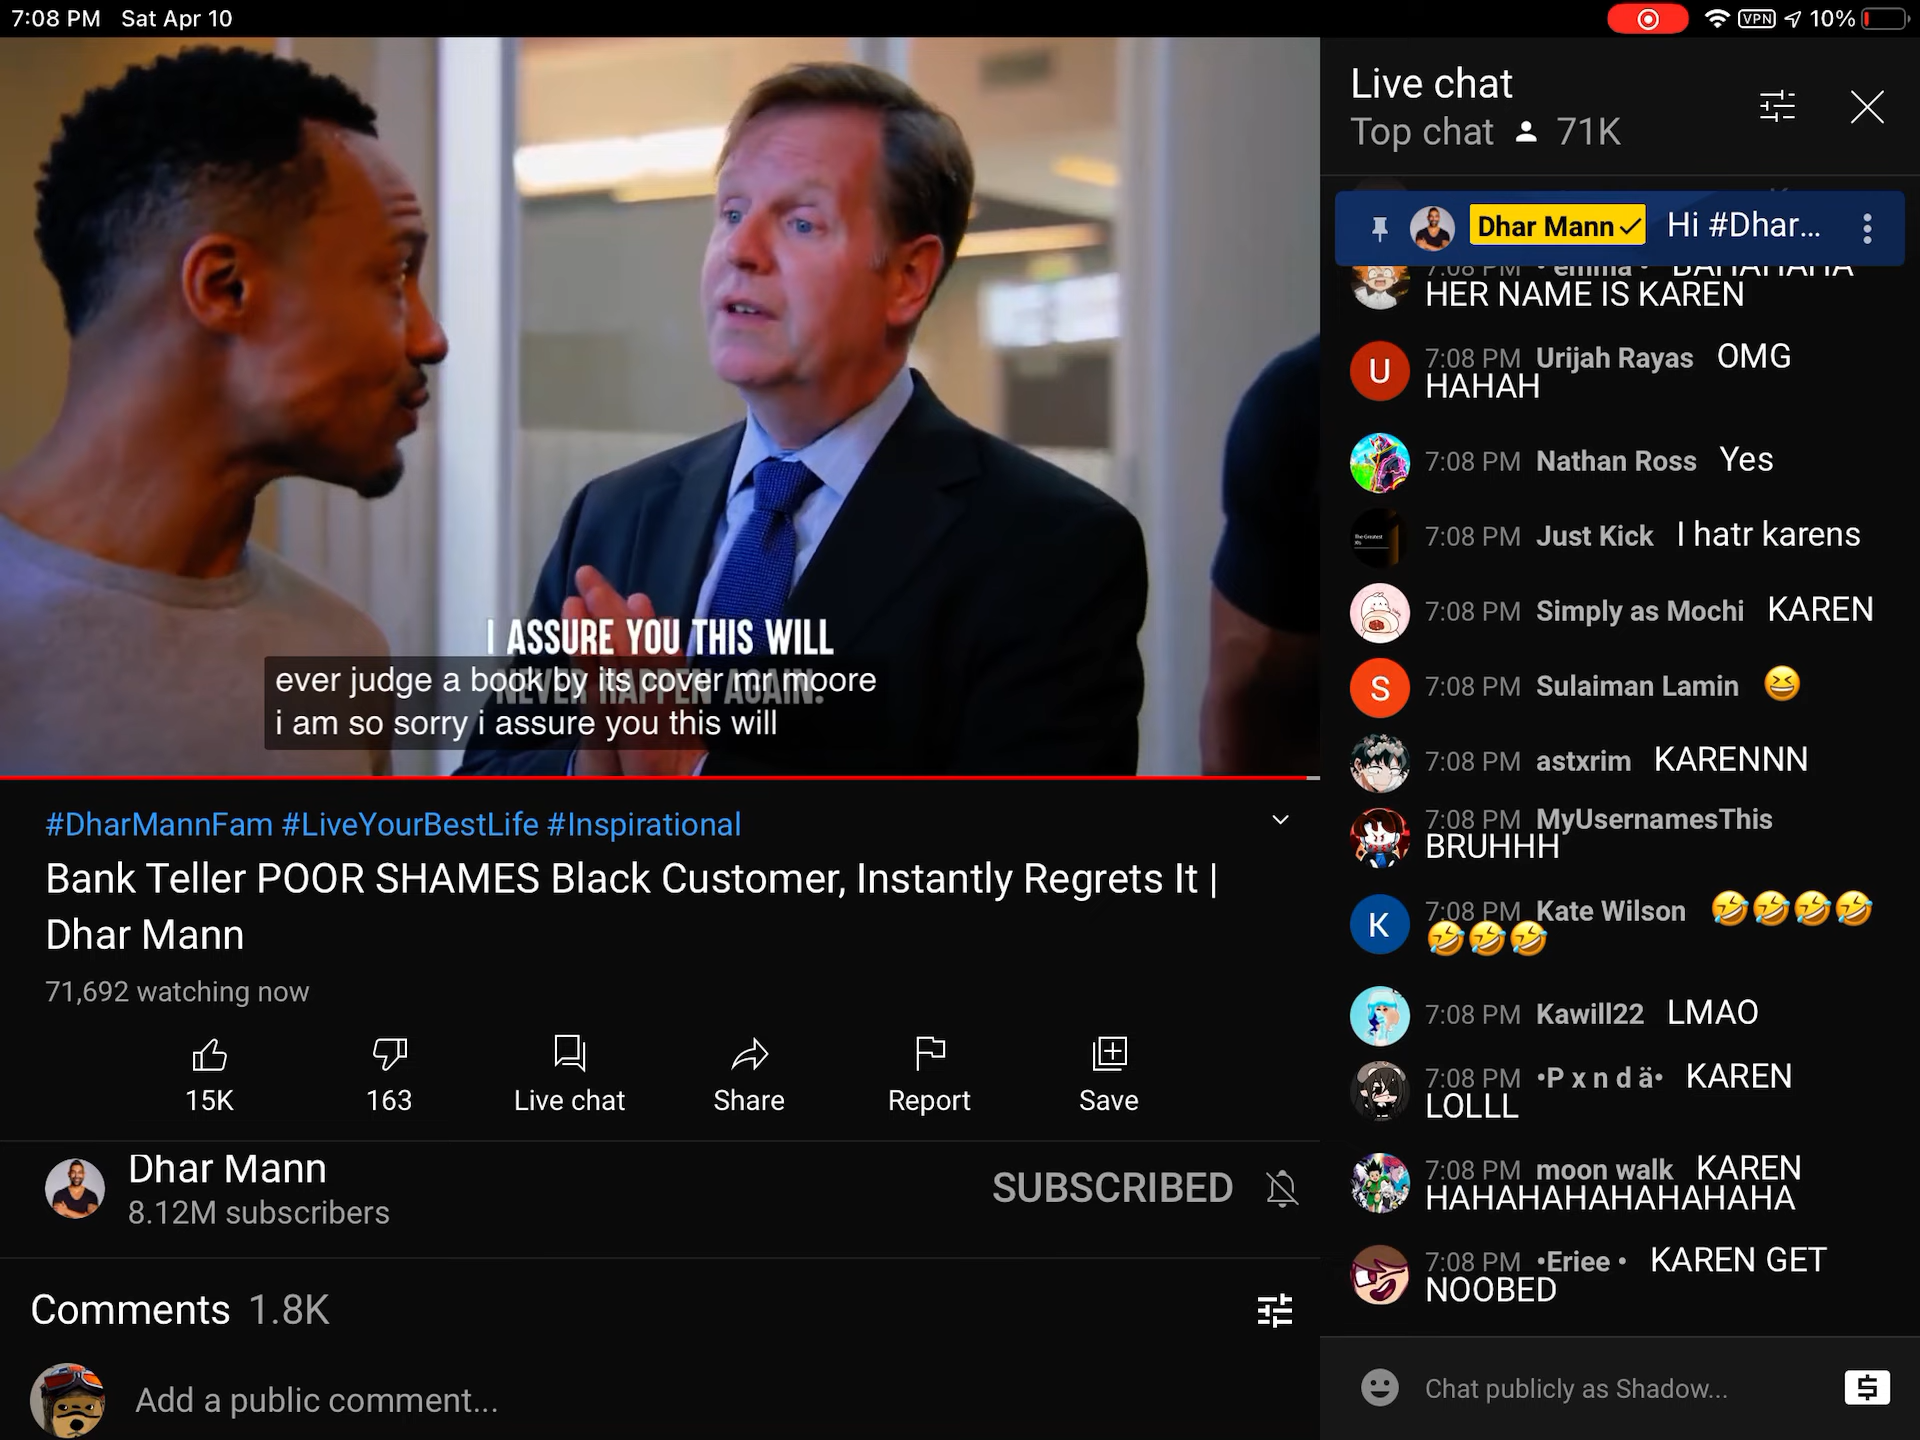 7:08 PM Sat Apr 10
VPN 10%
I ASSURE YOU THIS WILL
NEVER HAPPEN AGAIN.
ever judge a book by its cover mr moore
i am so sorry i assure you this will
#DharMannFam #LiveYourBestLife #Inspirational
Bank Teller POOR SHAMES Black Customer, Instantly Regrets It |
Dhar Mann
71,692 watching now
15K
163
Live chat
Share
Report
Save
Dhar Mann
8.12M subscribers
SUBSCRIBED
Comments 1.8K
Add a public comment...
Live chat
Top chat 71K
Dhar Mann Hi #Dhar...
7:08 PM • emma • BAHAHAHA
HER NAME IS KAREN
7:08 PM Urijah Rayas OMG
HAHAH
7:08 PM Nathan Ross Yes
7:08 PM Just Kick I hatr karens
7:08 PM Simply as Mochi KAREN
7:08 PM Sulaiman Lamin 😆
7:08 PM astxrim KARENNN
7:08 PM MyUsernamesThis
BRUHHH
7:08 PM Kate Wilson 🤣🤣🤣🤣
🤣🤣🤣
7:08 PM Kawill22 LMAO
7:08 PM •P x n d ä• KAREN
LOLLL
7:08 PM moon walk KAREN
HAHAHAHAHAHAHAHA
7:08 PM •Eriee • KAREN GET
NOOBED
Chat publicly as Shadow...